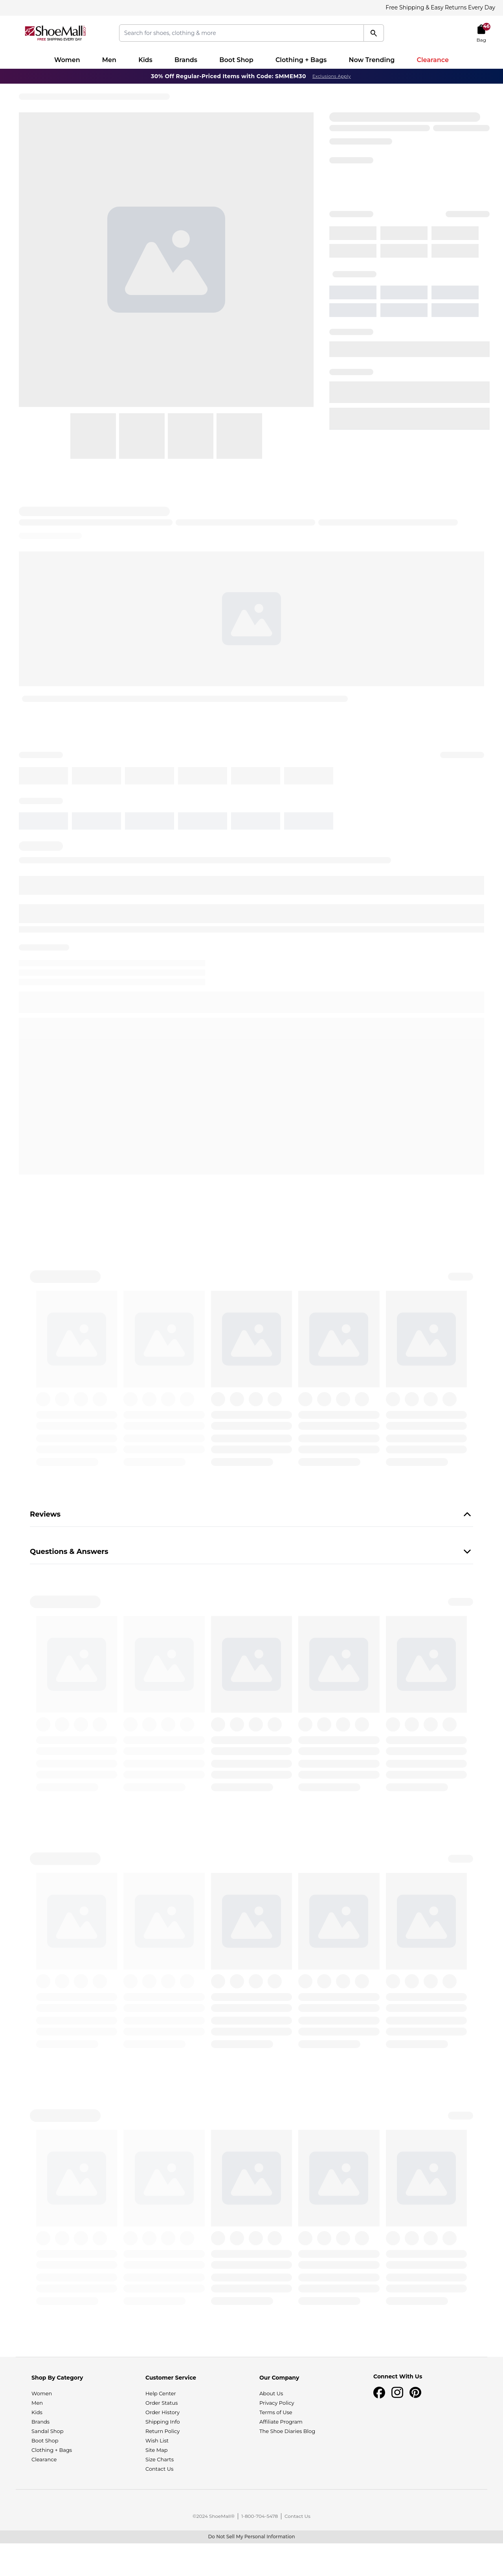 Free Shipping & Easy Returns Every Day
ShoeMall
FREE SHIPPING EVERY DAY
Search for shoes, clothing & more
Bag
Women Men Kids Brands Boot Shop Clothing + Bags Now Trending Clearance
30% Off Regular-Priced Items with Code: SMMEM30 Exclusions Apply
Reviews
Questions & Answers
Shop By Category
Women
Men
Kids
Brands
Sandal Shop
Boot Shop
Clothing + Bags
Clearance
Customer Service
Help Center
Order Status
Order History
Shipping Info
Return Policy
Wish List
Site Map
Size Charts
Contact Us
Our Company
About Us
Privacy Policy
Terms of Use
Affiliate Program
The Shoe Diaries Blog
Connect With Us
©2024 ShoeMall® | 1-800-704-5478 | Contact Us
Do Not Sell My Personal Information